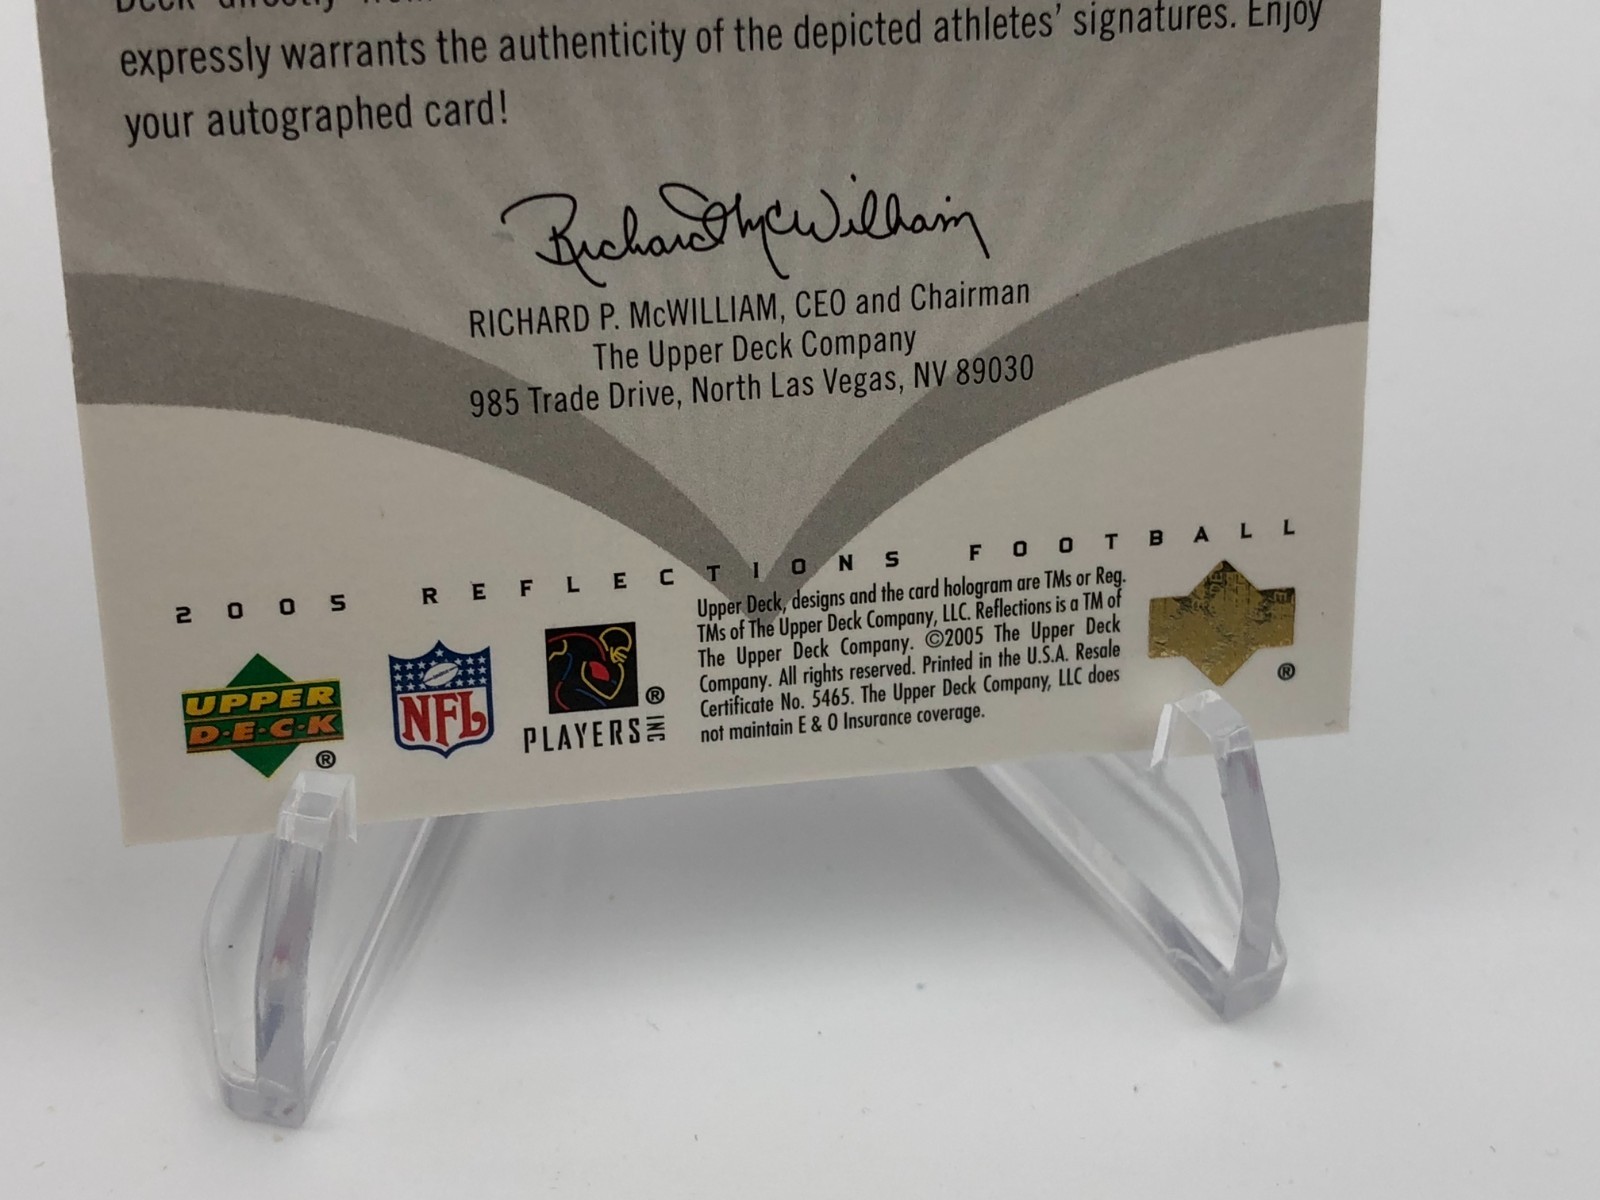 Deck directly from
expressly warrants the authenticity of the depicted athletes' signatures. Enjoy
your autographed card!
Richard McWilliam
RICHARD P. McWILLIAM, CEO and Chairman
The Upper Deck Company
985 Trade Drive, North Las Vegas, NV 89030
2005 REFLECTIONS FOOTBALL
UPPER
D·E·C·K
®
NFL
PLAYERS INC
®
Upper Deck, designs and the card hologram are TMs or Reg.
TMs of The Upper Deck Company, LLC. Reflections is a TM of
The Upper Deck Company. ©2005 The Upper Deck
Company. All rights reserved. Printed in the U.S.A. Resale
Certificate No. 5465. The Upper Deck Company, LLC does
not maintain E & O Insurance coverage.
®